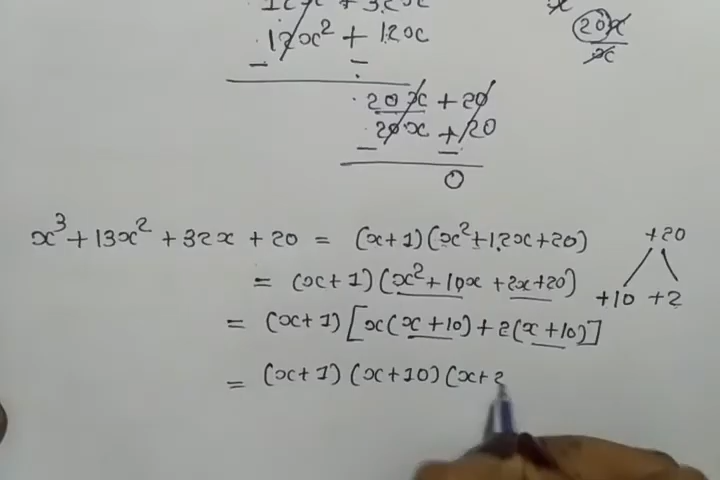 20x
x
12x² + 12x
20x + 20
20x + 20
0
x³ + 13x² + 32x + 20 = (x+1)(x²+12x+20)
+20
= (x+1)(x²+10x +2x+20)
+10 +2
= (x+1)[x(x+10)+2(x+10)]
= (x+1)(x+10)(x+2